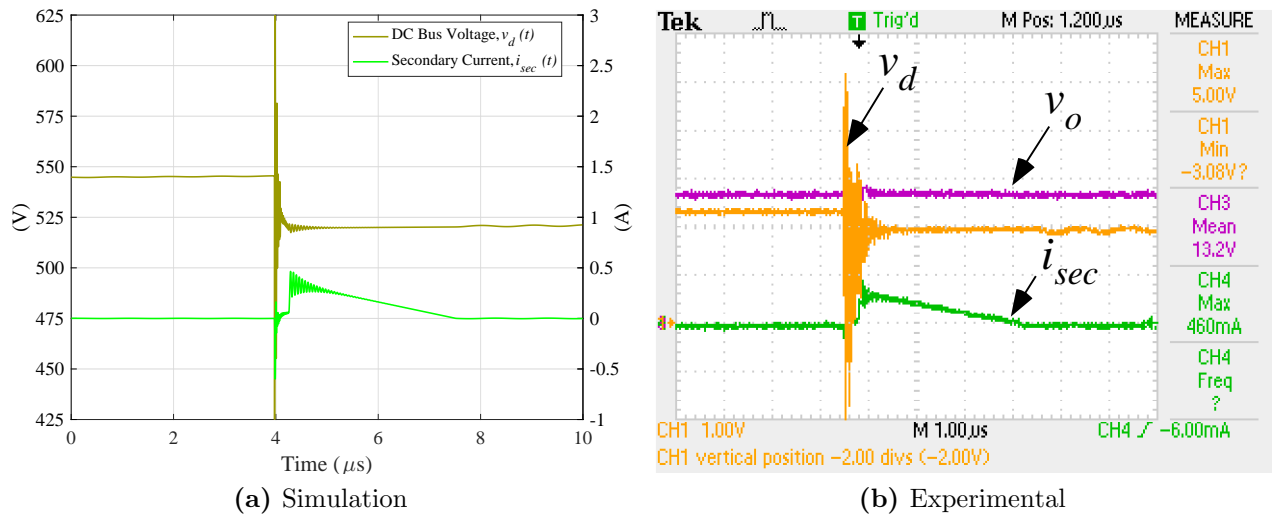 625
600
575
550
525
500
475
450
425
(V)
0
2
4
6
8
10
Time (μs)
3
2.5
2
1.5
1
0.5
0
-0.5
-1
(A)
DC Bus Voltage, v_d (t)
Secondary Current, i_sec (t)
(a) Simulation
Tek
T Trig'd
M Pos: 1.200µs
MEASURE
CH1
Max
5.00V
CH1
Min
−3.08V?
CH3
Mean
13.2V
CH4
Max
460mA
CH4
Freq
?
v_d
v_o
i_sec
CH1 1.00V
M 1.00µs
CH4 −6.00mA
CH1 vertical position −2.00 divs (−2.00V)
(b) Experimental